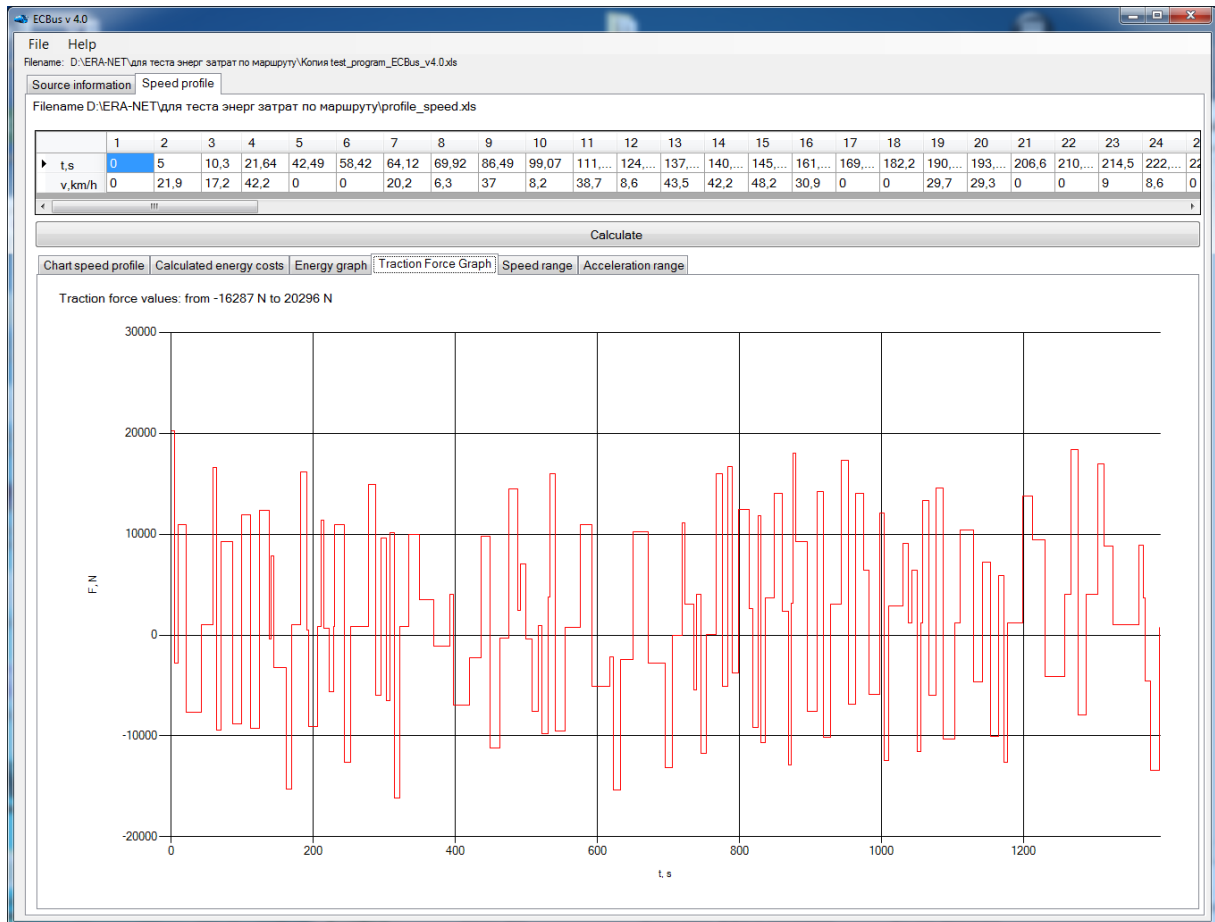 ECBus v 4.0
File Help
Filename: D:\ERA-NET\для теста энерг затрат по маршруту\Копия test_program_ECBus_v4.0.xls
Source information Speed profile
Filename D:\ERA-NET\для теста энерг затрат по маршруту\profile_speed.xls
1 2 3 4 5 6 7 8 9 10 11 12 13 14 15 16 17 18 19 20 21 22 23 24 2
t,s 0 5 10,3 21,64 42,49 58,42 64,12 69,92 86,49 99,07 111,... 124,... 137,... 140,... 145,... 161,... 169,... 182,2 190,... 193,... 206,6 210,... 214,5 222,... 22
v,km/h 0 21,9 17,2 42,2 0 0 20,2 6,3 37 8,2 38,7 8,6 43,5 42,2 48,2 30,9 0 0 29,7 29,3 0 0 9 8,6 0
Calculate
Chart speed profile Calculated energy costs Energy graph Traction Force Graph Speed range Acceleration range
Traction force values: from -16287 N to 20296 N
30000
20000
10000
F, N
0
-10000
-20000
0 200 400 600 800 1000 1200
t, s